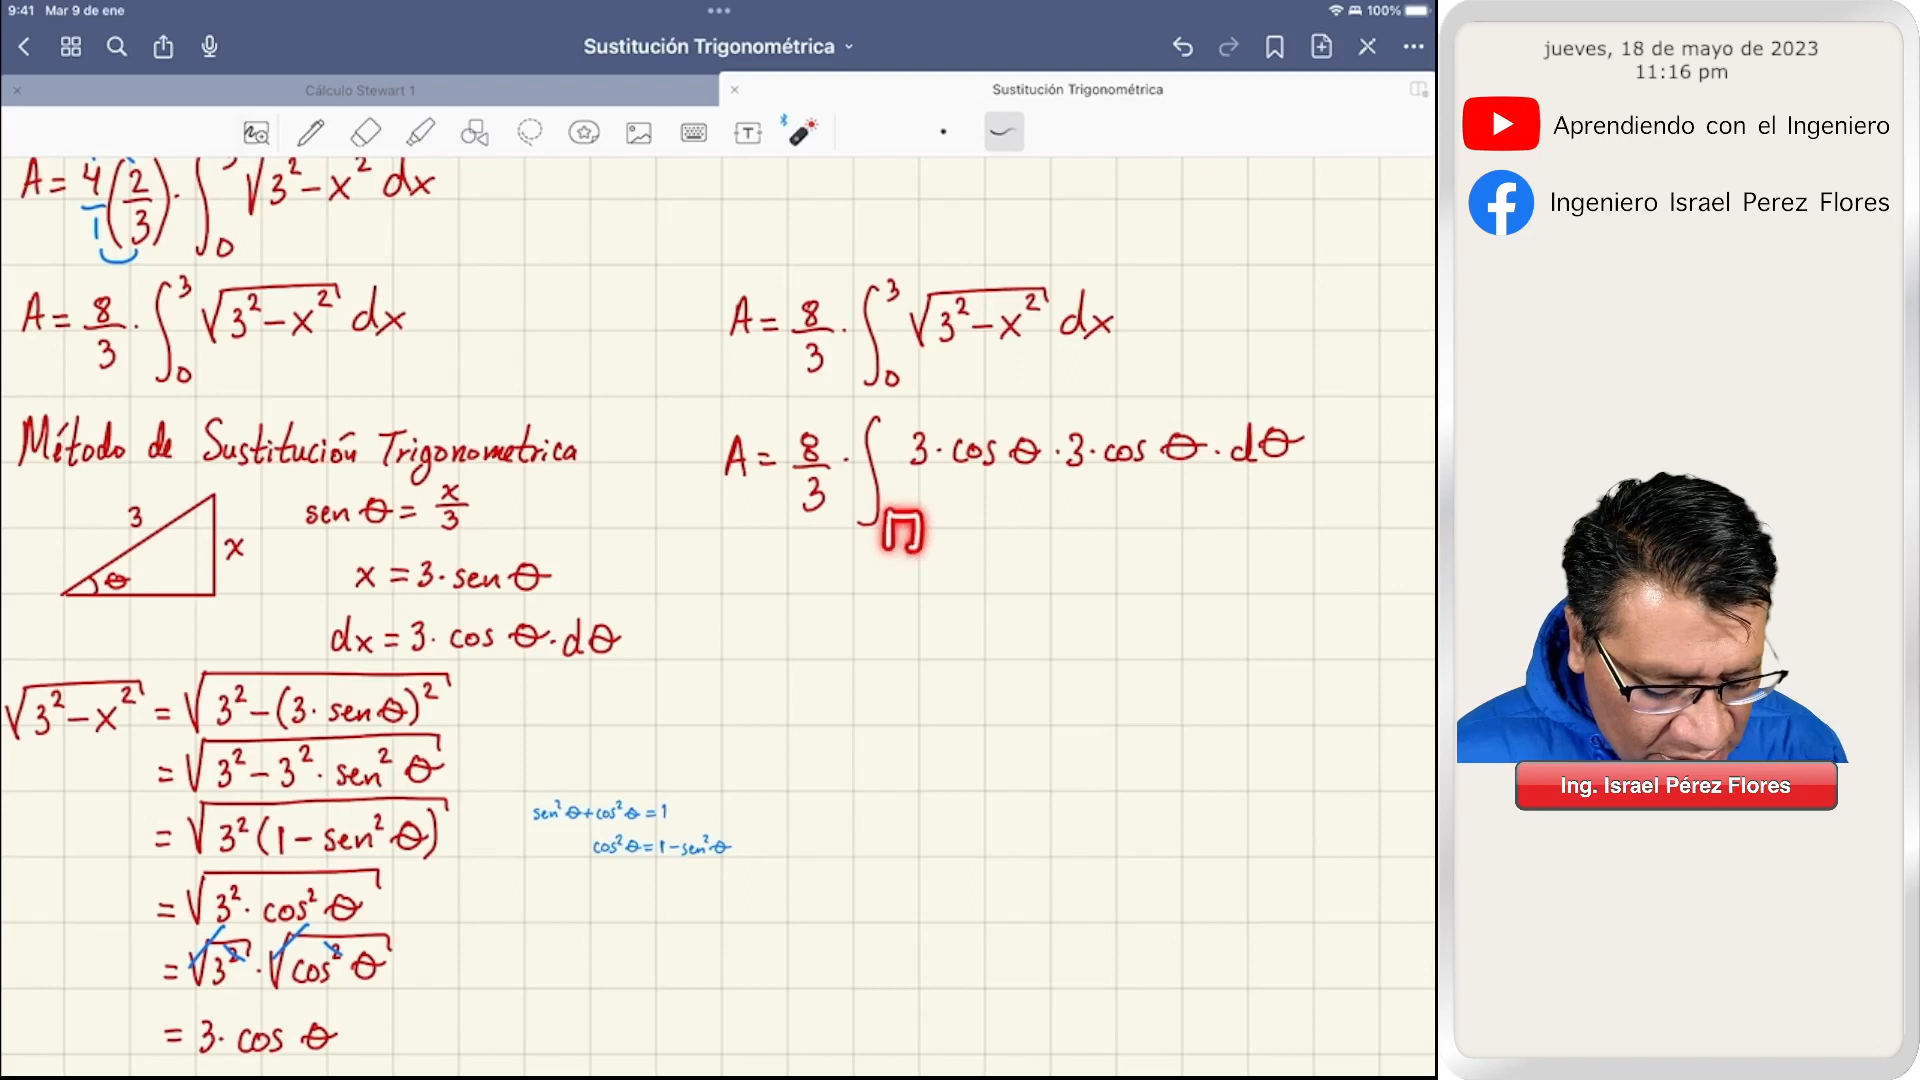 9:41 Mar 9 de ene
100%
Sustitución Trigonométrica
Cálculo Stewart 1
Sustitución Trigonométrica
A = 4/1 (2/3) · ∫₀³ √(3² − x²) dx
A = 8/3 · ∫₀³ √(3² − x²) dx
Método de Sustitución Trigonometrica
3
x
θ
sen θ = x/3
x = 3 · sen θ
dx = 3 · cos θ · dθ
√(3² − x²) = √(3² − (3 · sen θ)²)
= √(3² − 3² · sen² θ)
= √(3² (1 − sen² θ))
sen² θ + cos² θ = 1
cos² θ = 1 − sen² θ
= √(3² · cos² θ)
= √3² · √(cos² θ)
= 3 · cos θ
A = 8/3 · ∫₀³ √(3² − x²) dx
A = 8/3 · ∫ 3 · cos θ · 3 · cos θ · dθ
jueves, 18 de mayo de 2023
11:16 pm
Aprendiendo con el Ingeniero
Ingeniero Israel Perez Flores
Ing. Israel Pérez Flores